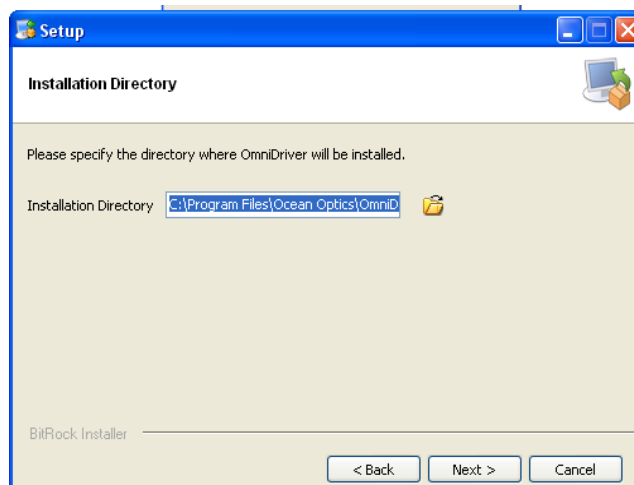 Setup
Installation Directory
Please specify the directory where OmniDriver will be installed.
Installation Directory C:\Program Files\Ocean Optics\OmniD
BitRock Installer
< Back Next > Cancel